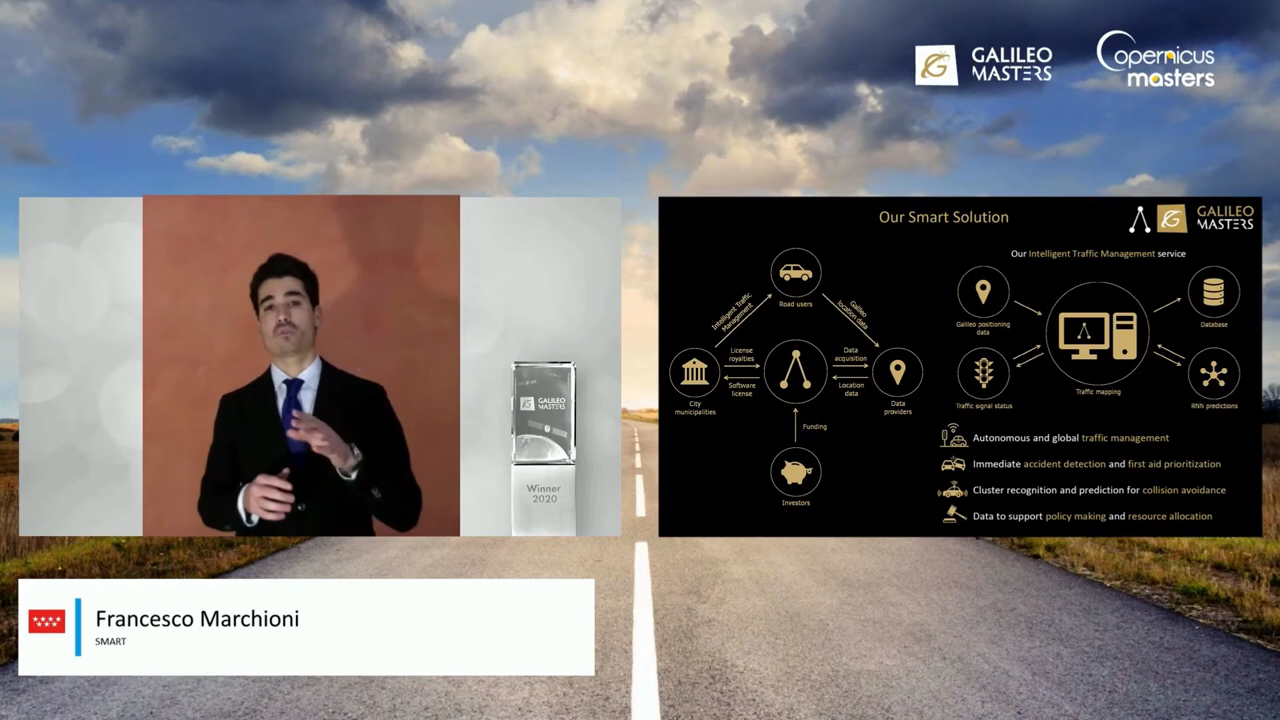 GALILEO
MASTERS
Copernicus
masters
GALILEO
MASTERS
Winner
2020
Our Smart Solution
GALILEO
MASTERS
Our Intelligent Traffic Management service
Road users
Intelligent Traffic
Management
Galileo
location data
License
royalties
Software
license
Data
acquisition
Location
data
City
municipalities
Data
providers
Funding
Investors
Galileo positioning
data
Database
Traffic signal status
Traffic mapping
RNN predictions
Autonomous and global traffic management
Immediate accident detection and first aid prioritization
Cluster recognition and prediction for collision avoidance
Data to support policy making and resource allocation
Francesco Marchioni
SMART